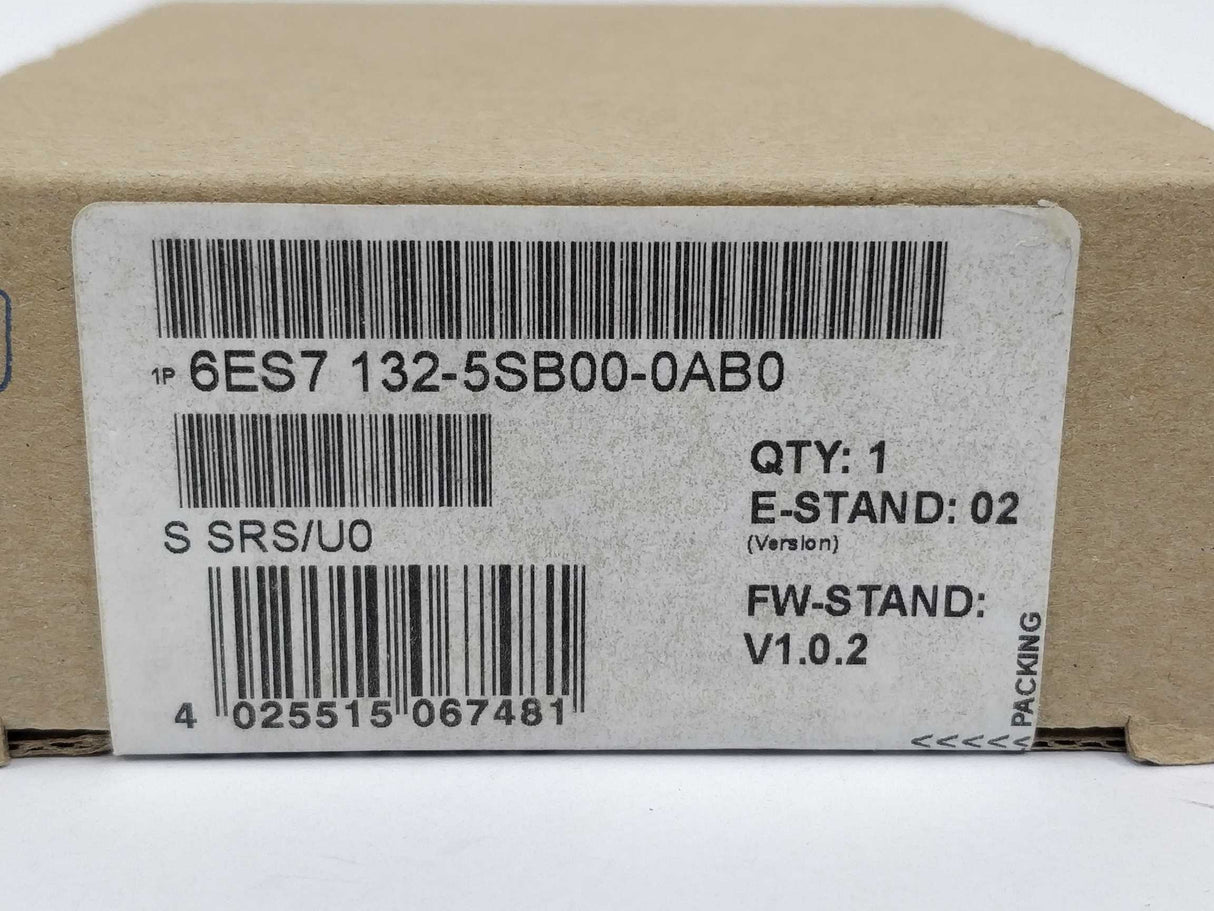 1P 6ES7 132-5SB00-0AB0
S SRS/U0
QTY: 1
E-STAND: 02
(Version)
FW-STAND:
V1.0.2
4 025515 067481
<<<<< PACKING